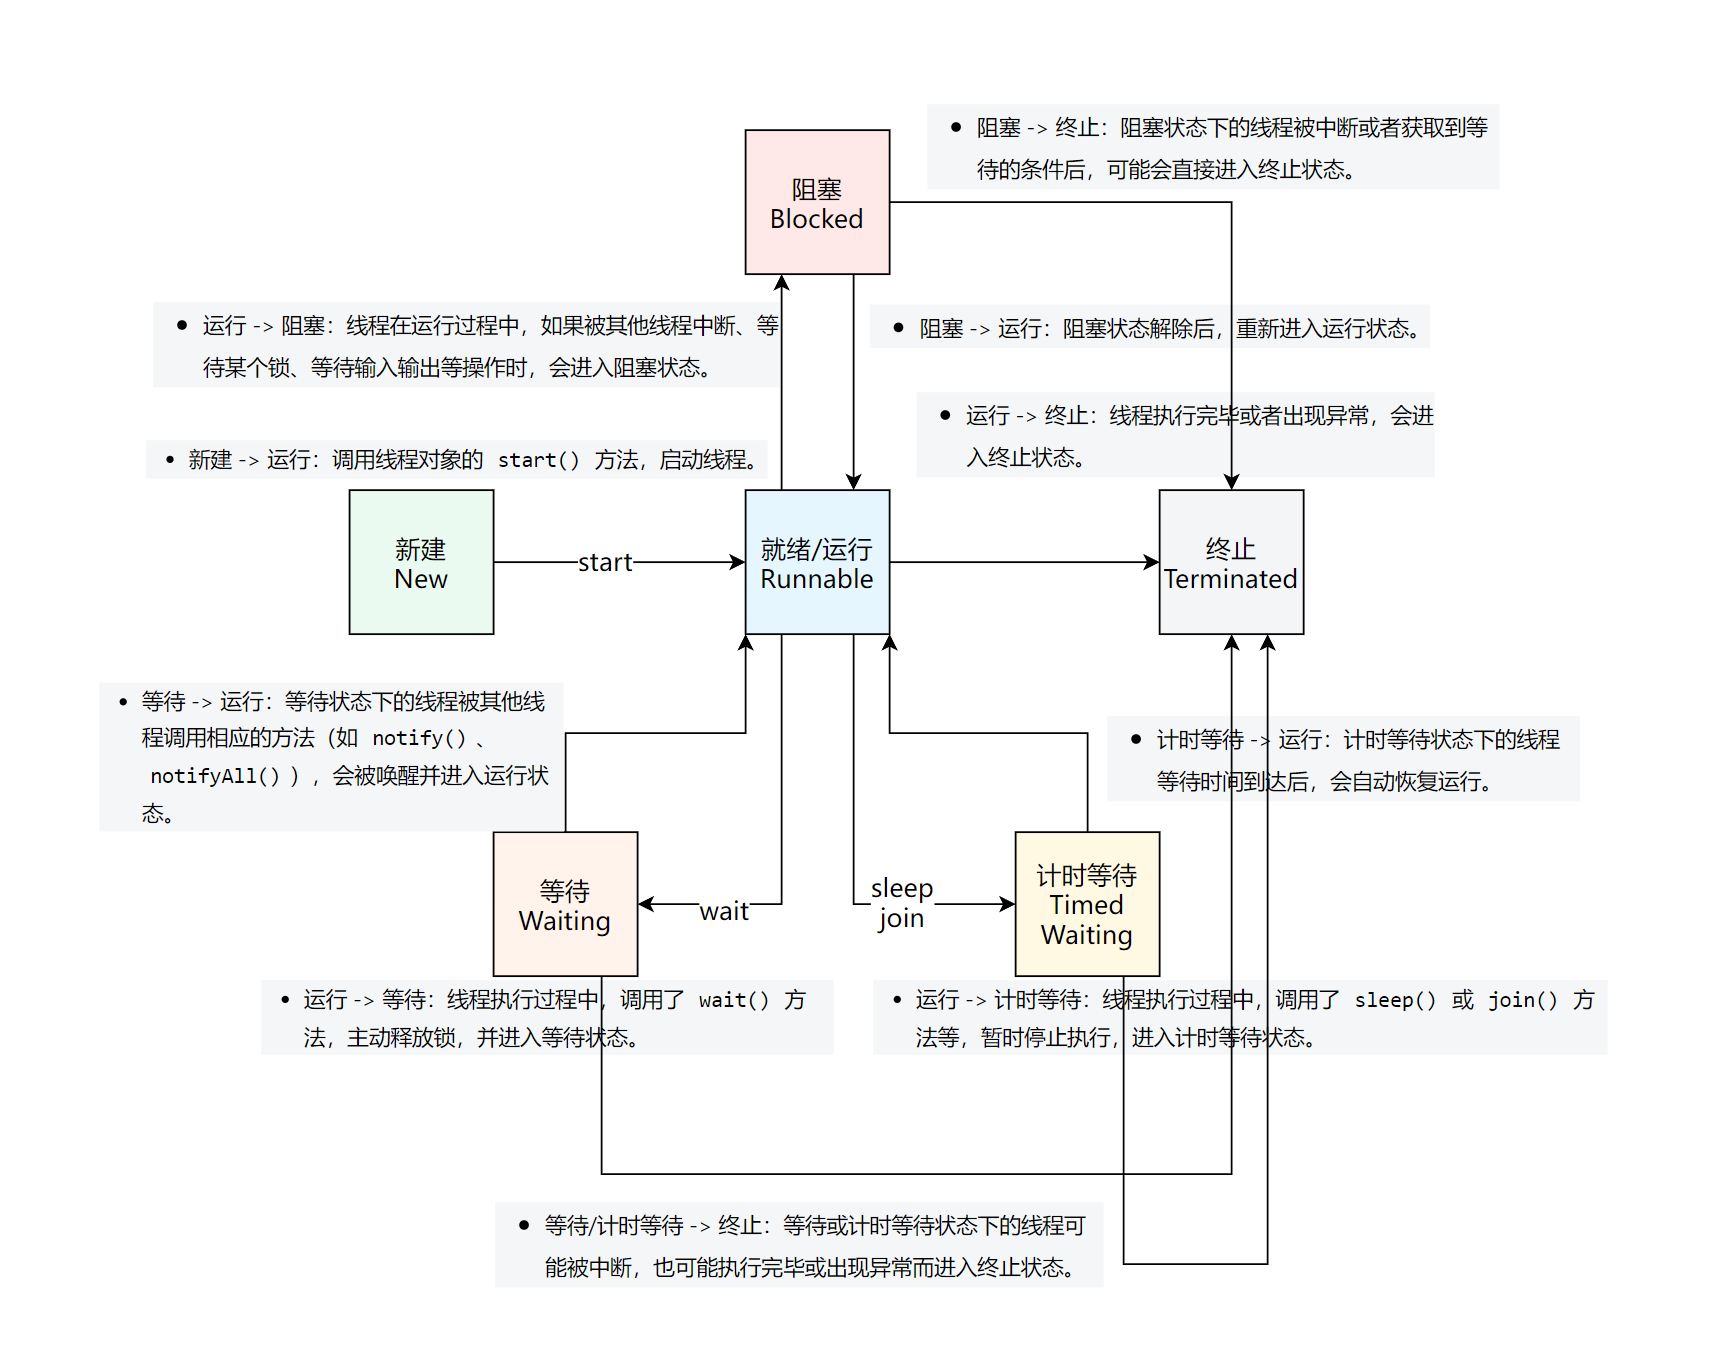 • 阻塞 -> 终止：阻塞状态下的线程被中断或者获取到等
待的条件后，可能会直接进入终止状态。
阻塞
Blocked
• 运行 -> 阻塞：线程在运行过程中，如果被其他线程中断、等
待某个锁、等待输入输出等操作时，会进入阻塞状态。
• 阻塞 -> 运行：阻塞状态解除后，重新进入运行状态。
• 运行 -> 终止：线程执行完毕或者出现异常，会进
入终止状态。
• 新建 -> 运行：调用线程对象的 start() 方法，启动线程。
新建
New
start
就绪/运行
Runnable
终止
Terminated
• 等待 -> 运行：等待状态下的线程被其他线
程调用相应的方法（如 notify()、
notifyAll()），会被唤醒并进入运行状
态。
• 计时等待 -> 运行：计时等待状态下的线程
等待时间到达后，会自动恢复运行。
等待
Waiting
wait
sleep
join
计时等待
Timed
Waiting
• 运行 -> 等待：线程执行过程中，调用了 wait() 方
法，主动释放锁，并进入等待状态。
• 运行 -> 计时等待：线程执行过程中，调用了 sleep() 或 join() 方
法等，暂时停止执行，进入计时等待状态。
• 等待/计时等待 -> 终止：等待或计时等待状态下的线程可
能被中断，也可能执行完毕或出现异常而进入终止状态。